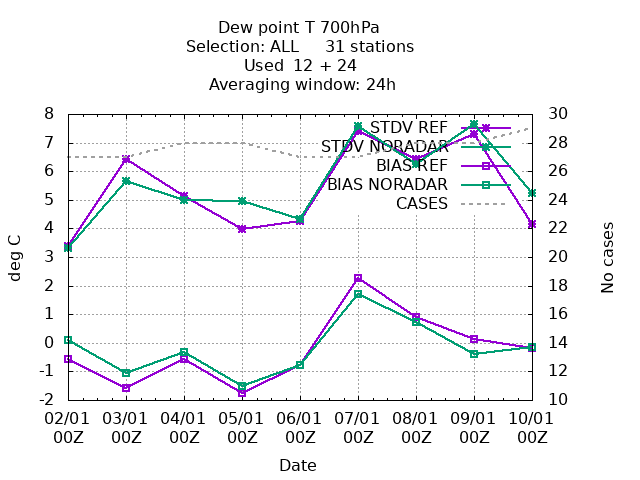 Dew point T 700hPa
Selection: ALL 31 stations
Used 12 + 24
Averaging window: 24h
8 30
7 28
6 26
5 24
4 22
3 20
2 18
1 16
0 14
-1 12
-2 10
STDV REF
STDV NORADAR
BIAS REF
BIAS NORADAR
CASES
deg C
No cases
02/01 03/01 04/01 05/01 06/01 07/01 08/01 09/01 10/01
00Z 00Z 00Z 00Z 00Z 00Z 00Z 00Z 00Z
Date